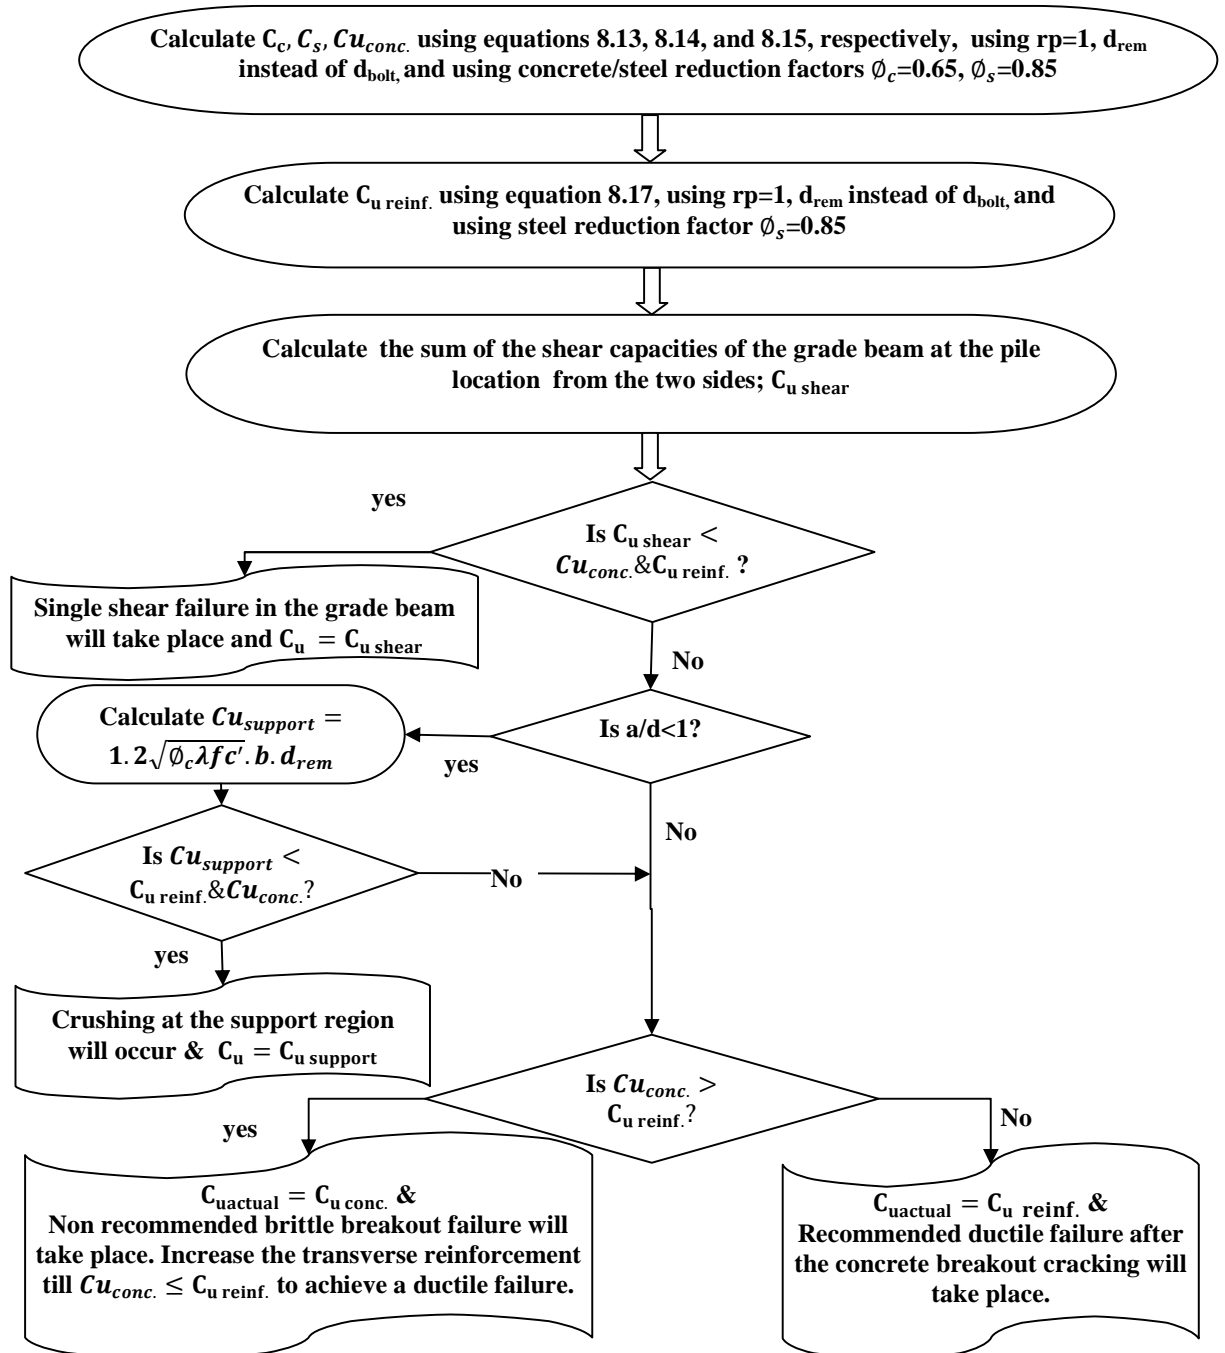 Calculate C_c, C_s, Cu_conc. using equations 8.13, 8.14, and 8.15, respectively, using rp=1, d_rem
instead of d_bolt, and using concrete/steel reduction factors ∅_c=0.65, ∅_s=0.85
Calculate C_u reinf. using equation 8.17, using rp=1, d_rem instead of d_bolt, and
using steel reduction factor ∅_s=0.85
Calculate the sum of the shear capacities of the grade beam at the pile
location from the two sides; C_u shear
yes
Is C_u shear <
Cu_conc.&C_u reinf. ?
Single shear failure in the grade beam
will take place and C_u = C_u shear
No
Calculate Cu_support =
1.2√(∅_c λfc′).b.d_rem
Is a/d<1?
yes
No
Is Cu_support <
C_u reinf.&Cu_conc.?
No
yes
Crushing at the support region
will occur & C_u = C_u support
Is Cu_conc. >
C_u reinf.?
yes
No
C_uactual = C_u conc. &
Non recommended brittle breakout failure will
take place. Increase the transverse reinforcement
till Cu_conc. ≤ C_u reinf. to achieve a ductile failure.
C_uactual = C_u reinf. &
Recommended ductile failure after
the concrete breakout cracking will
take place.